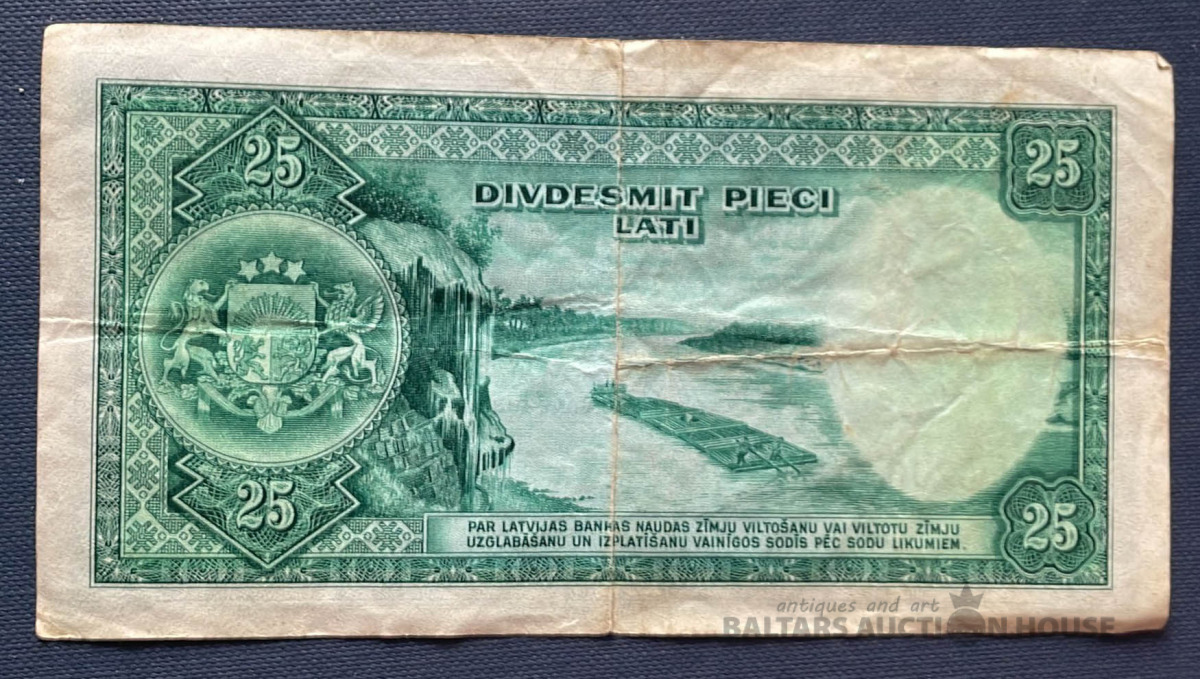 25
25
DIVDESMIT PIECI
LATI
25
PAR LATVIJAS BANKAS NAUDAS ZĪMJU VILTOŠANU VAI VILTOTU ZĪMJU
UZGLABĀŠANU UN IZPLATĪŠANU VAINĪGOS SODĪS PĒC SODU LIKUMIEM.
25
antiques and art
BALTARS AUCTION HOUSE